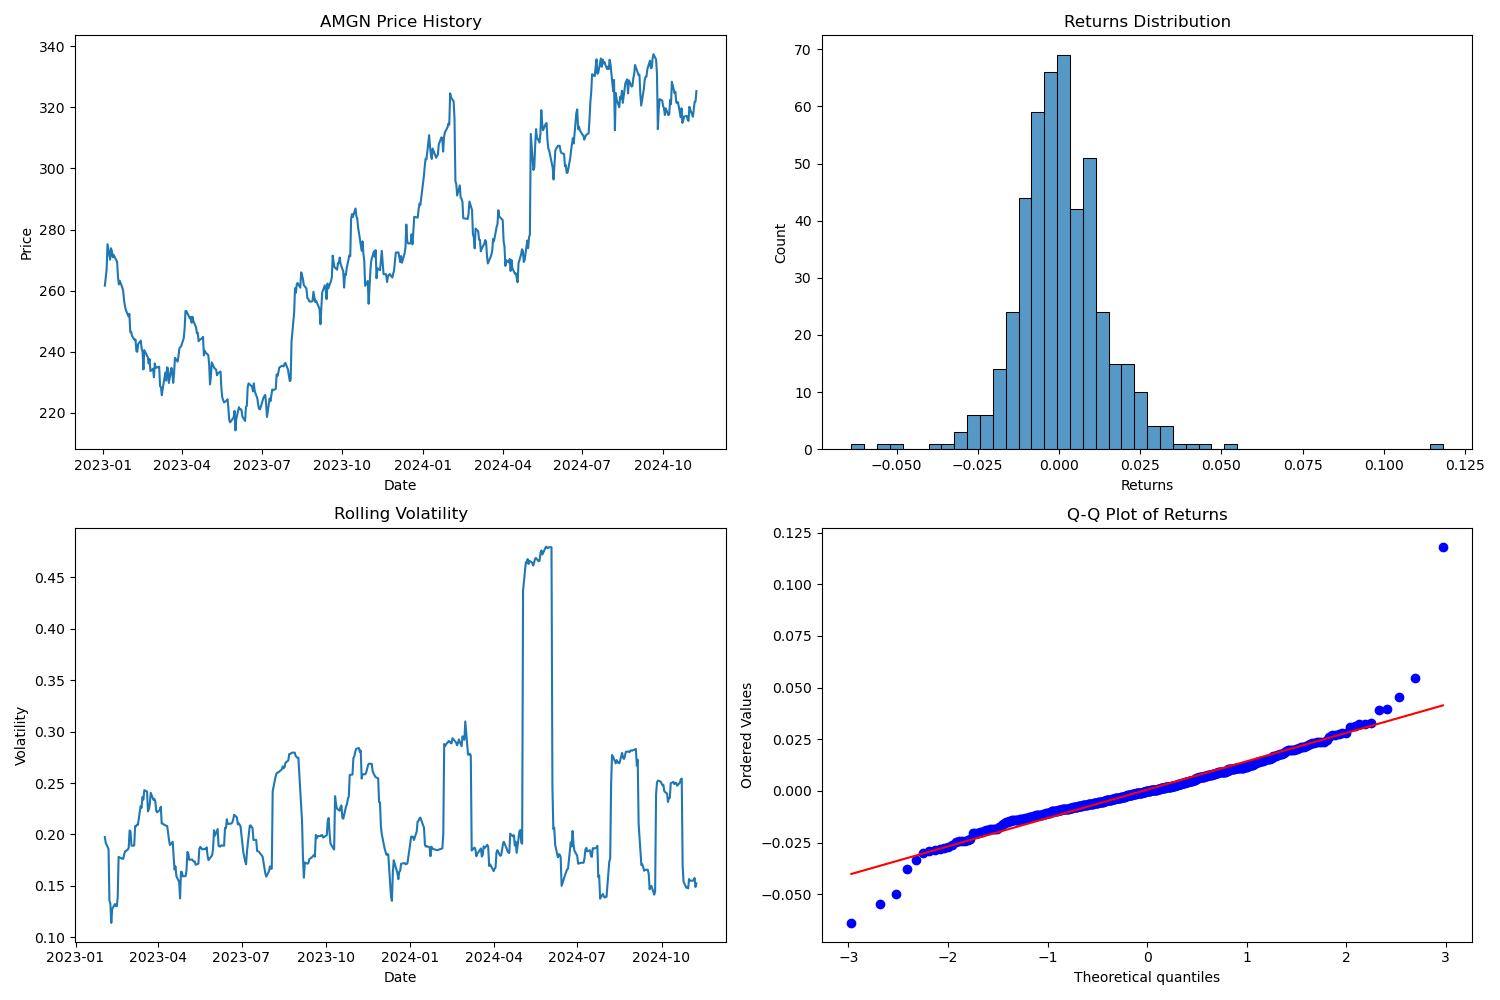 AMGN Price History
Price
340
320
300
280
260
240
220
2023-01 2023-04 2023-07 2023-10 2024-01 2024-04 2024-07 2024-10
Date
Returns Distribution
Count
70
60
50
40
30
20
10
0
−0.050 −0.025 0.000 0.025 0.050 0.075 0.100 0.125
Returns
Rolling Volatility
Volatility
0.45
0.40
0.35
0.30
0.25
0.20
0.15
0.10
2023-01 2023-04 2023-07 2023-10 2024-01 2024-04 2024-07 2024-10
Date
Q-Q Plot of Returns
Ordered Values
0.125
0.100
0.075
0.050
0.025
0.000
−0.025
−0.050
−3 −2 −1 0 1 2 3
Theoretical quantiles